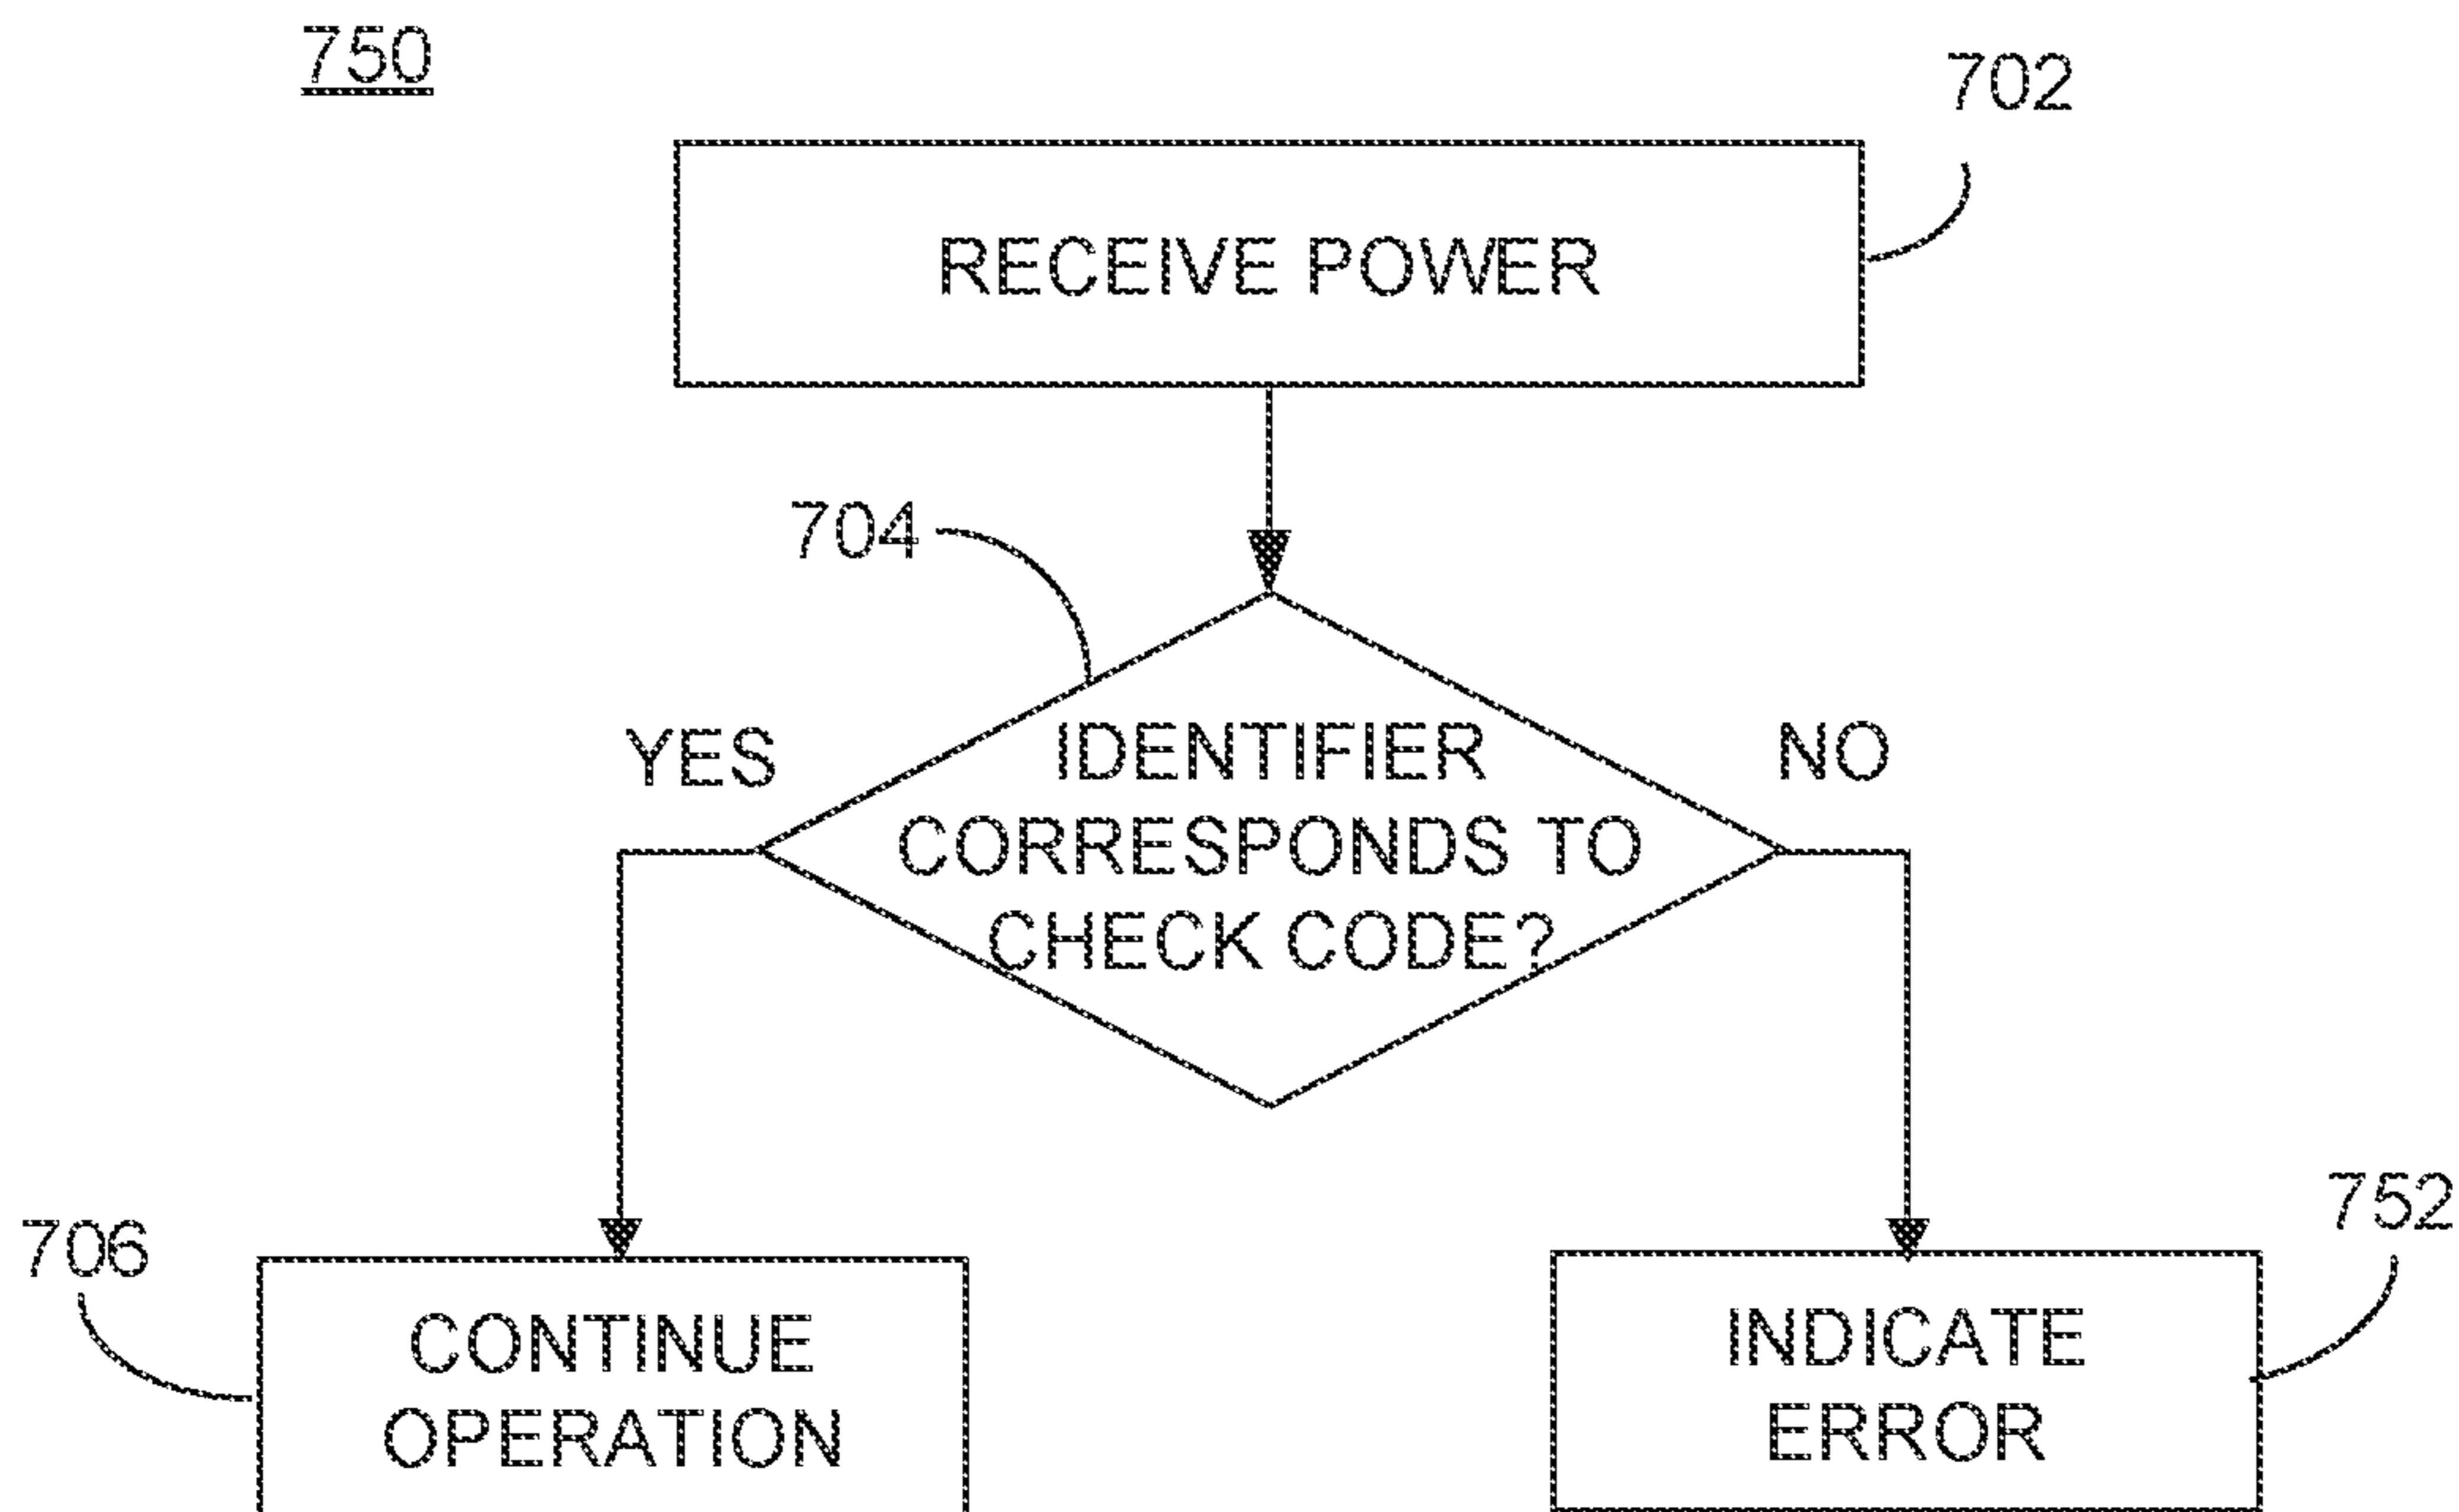 750
702
RECEIVE POWER
704
YES
IDENTIFIER
CORRESPONDS TO
CHECK CODE?
NO
706
CONTINUE
OPERATION
752
INDICATE
ERROR